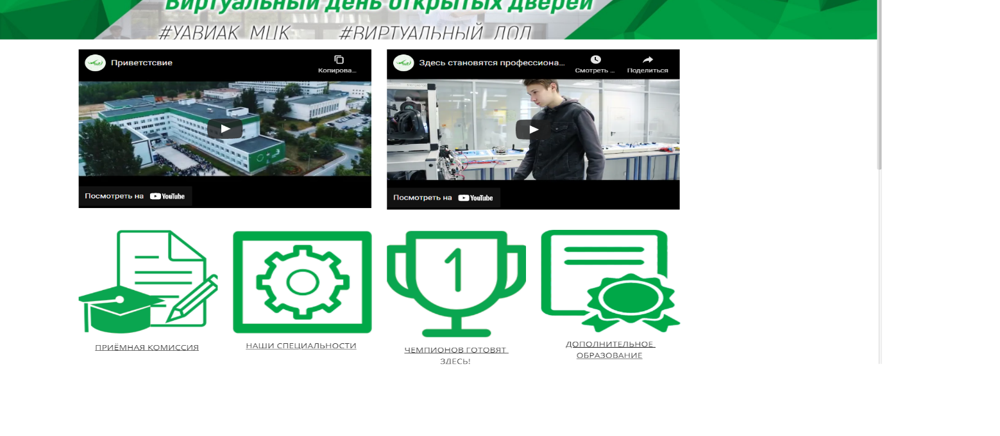 Виртуальный день открытых дверей
#УАВИАК_МЦК #ВИРТУАЛЬНЫЙ_ДОД
Приветстсвие
Копирова...
Здесь становятся профессиона...
Смотреть ...
Поделиться
Посмотреть на YouTube
Посмотреть на YouTube
ПРИЁМНАЯ КОМИССИЯ
НАШИ СПЕЦИАЛЬНОСТИ
1
ЧЕМПИОНОВ ГОТОВЯТ
ЗДЕСЬ!
ДОПОЛНИТЕЛЬНОЕ
ОБРАЗОВАНИЕ